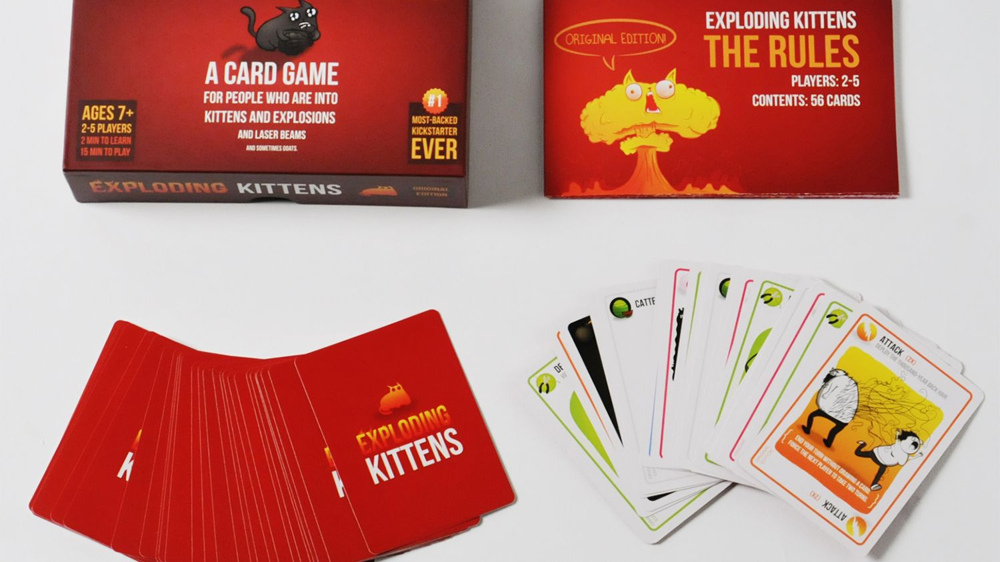 A CARD GAME
FOR PEOPLE WHO ARE INTO
KITTENS AND EXPLOSIONS
AND LASER BEAMS
AND SOMETIMES GOATS.
AGES 7+
2-5 PLAYERS
2 MIN TO LEARN
15 MIN TO PLAY
#1
MOST-BACKED
KICKSTARTER
EVER
EXPLODING KITTENS
ORIGINAL
EDITION
ORIGINAL EDITION!
EXPLODING KITTENS
THE RULES
PLAYERS: 2-5
CONTENTS: 56 CARDS
EXPLODING
KITTENS
K
K
DE
CATTE
ATTACK (2X)
DEPLOY THE THOUSAND-YEAR BACK HAIR.
END YOUR TURN WITHOUT DRAWING A CARD.
FORCE THE NEXT PLAYER TO TAKE TWO TURNS.
ATTACK (2X)